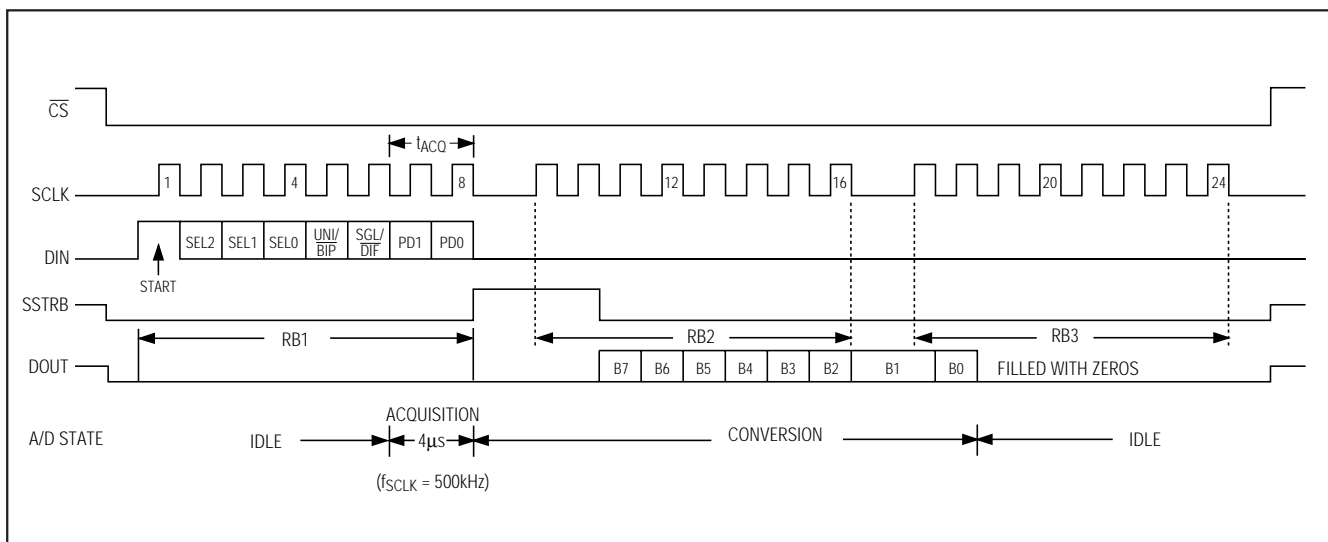 CS
tACQ
1 4 8 12 16 20 24
SCLK
SEL2 SEL1 SEL0 UNI/BIP SGL/DIF PD1 PD0
DIN
START
SSTRB
RB1 RB2 RB3
B7 B6 B5 B4 B3 B2 B1 B0 FILLED WITH ZEROS
DOUT
ACQUISITION
A/D STATE IDLE 4µs CONVERSION IDLE
(fSCLK = 500kHz)